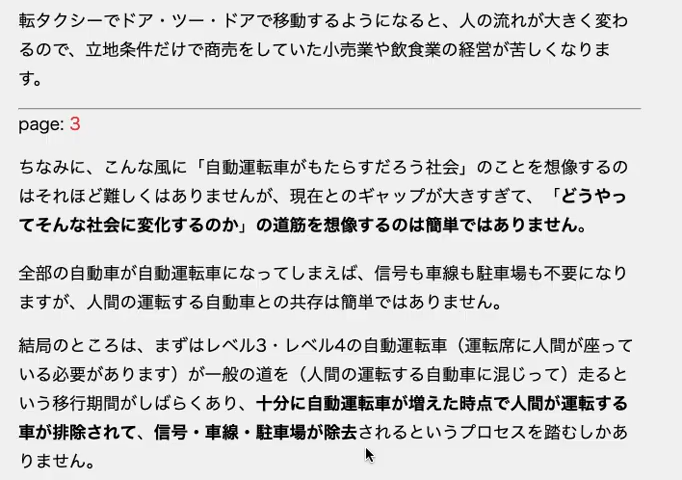 転タクシーでドア・ツー・ドアで移動するようになると、人の流れが大きく変わ
るので、立地条件だけで商売をしていた小売業や飲食業の経営が苦しくなりま
す。
page: 3
ちなみに、こんな風に「自動運転車がもたらすだろう社会」のことを想像するの
はそれほど難しくはありませんが、現在とのギャップが大きすぎて、「どうやっ
てそんな社会に変化するのか」の道筋を想像するのは簡単ではありません。
全部の自動車が自動運転車になってしまえば、信号も車線も駐車場も不要になり
ますが、人間の運転する自動車との共存は簡単ではありません。
結局のところは、まずはレベル3・レベル4の自動運転車（運転席に人間が座って
いる必要があります）が一般の道を（人間の運転する自動車に混じって）走ると
いう移行期間がしばらくあり、十分に自動運転車が増えた時点で人間が運転する
車が排除されて、信号・車線・駐車場が除去されるというプロセスを踏むしかあ
りません。